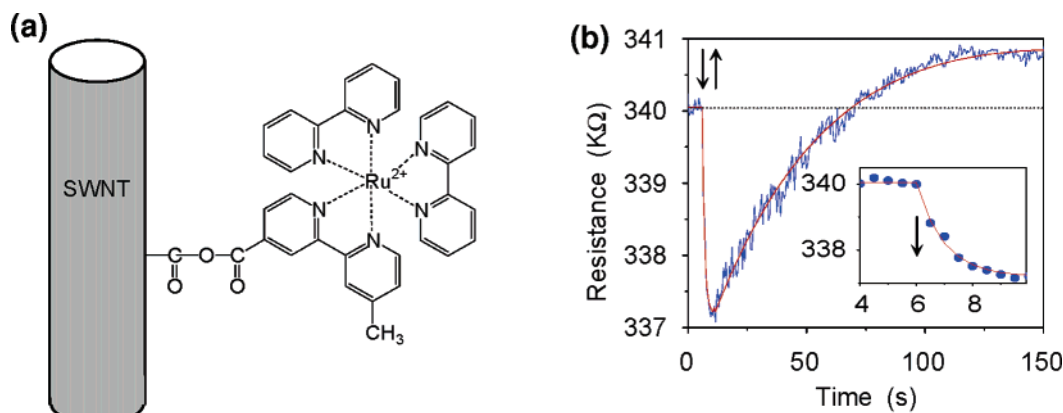 (a)
SWNT
N
N
N
Ru2+
N
N
N
C O C
O O
CH3
(b)
341
340
339
338
337
Resistance (KΩ)
340
338
4 6 8
0 50 100 150
Time (s)